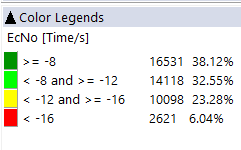 Color Legends
EcNo [Time/s]
>= -8 16531 38.12%
< -8 and >= -12 14118 32.55%
< -12 and >= -16 10098 23.28%
< -16 2621 6.04%